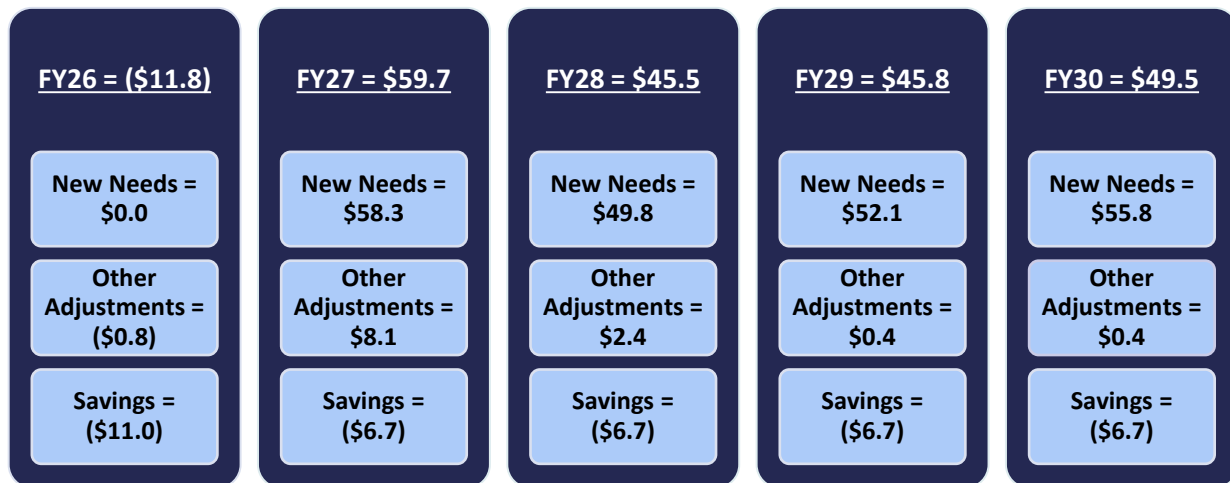 FY26 = ($11.8)
New Needs =
$0.0
Other
Adjustments =
($0.8)
Savings =
($11.0)
FY27 = $59.7
New Needs =
$58.3
Other
Adjustments =
$8.1
Savings =
($6.7)
FY28 = $45.5
New Needs =
$49.8
Other
Adjustments =
$2.4
Savings =
($6.7)
FY29 = $45.8
New Needs =
$52.1
Other
Adjustments =
$0.4
Savings =
($6.7)
FY30 = $49.5
New Needs =
$55.8
Other
Adjustments =
$0.4
Savings =
($6.7)